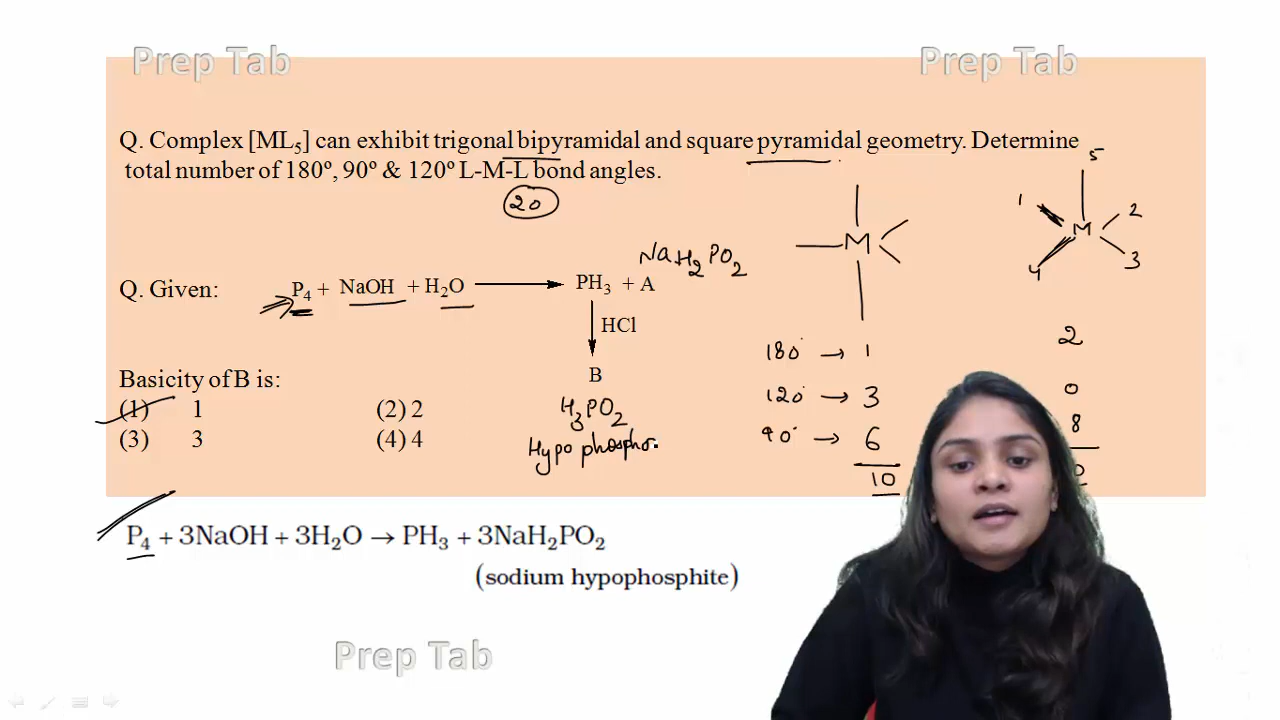 Prep Tab Prep Tab
Q. Complex [ML₅] can exhibit trigonal bipyramidal and square pyramidal geometry. Determine
total number of 180º, 90º & 120º L-M-L bond angles.
20
5
1 M 2
4 3
M
Q. Given: P₄ + NaOH + H₂O → PH₃ + A NaH₂PO₂
HCl
B
H₃PO₂
Hypo phospho
Basicity of B is:
(1) 1 (2) 2
(3) 3 (4) 4
180° → 1 2
120° → 3 0
90° → 6 8
10
P₄ + 3NaOH + 3H₂O → PH₃ + 3NaH₂PO₂
(sodium hypophosphite)
Prep Tab